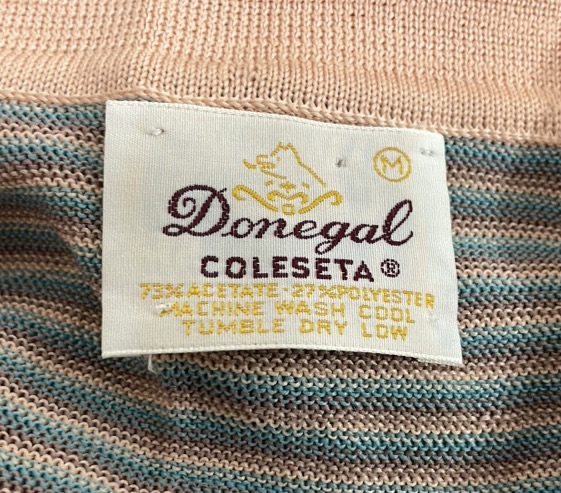 M
Donegal
COLESETA®
73% ACETATE · 27% POLYESTER
MACHINE WASH COOL
TUMBLE DRY LOW